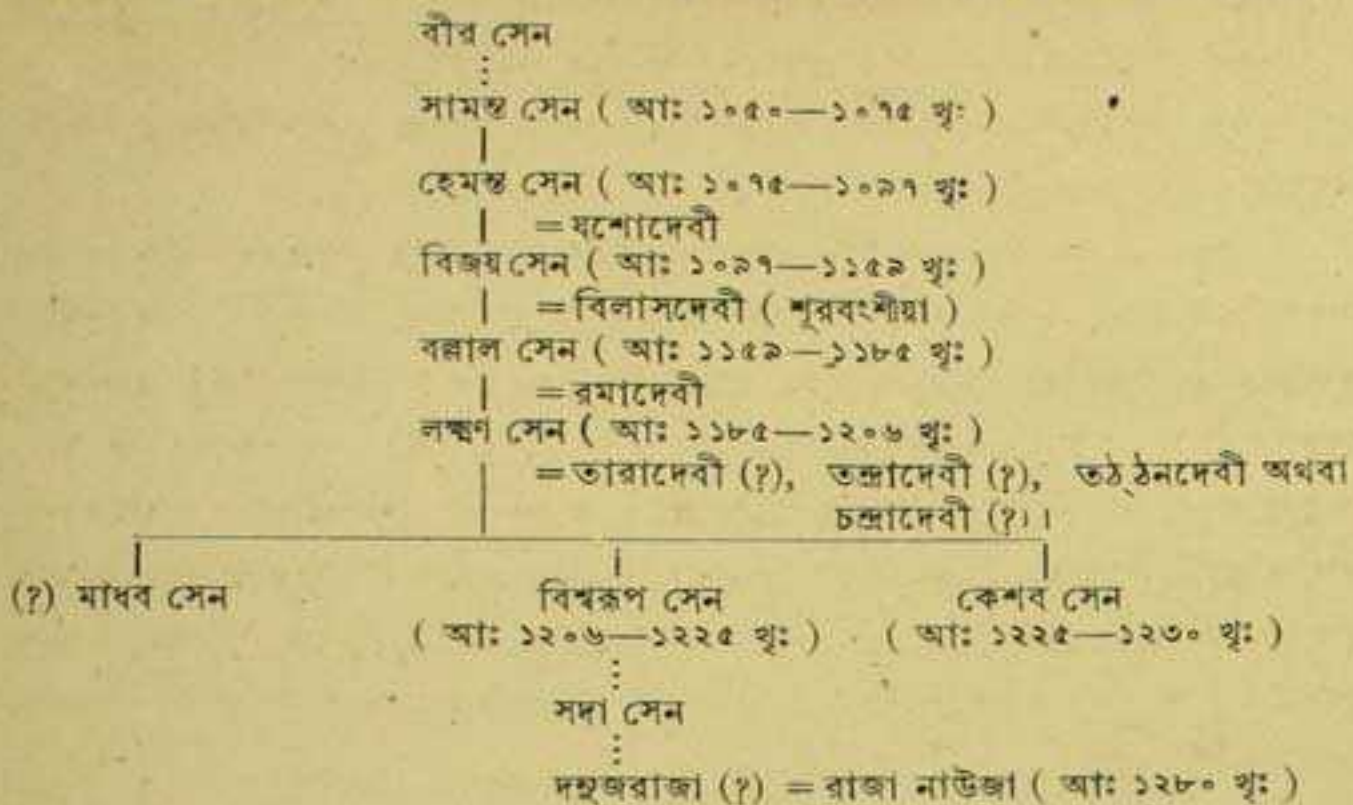 বীর সেন
সামন্ত সেন ( আঃ ১০৫০—১০৭৫ খৃঃ )
হেমন্ত সেন ( আঃ ১০৭৫—১০৯৭ খৃঃ )
=যশোদেবী
বিজয়সেন ( আঃ ১০৯৭—১১৫৯ খৃঃ )
=বিলাসদেবী ( শূরবংশীয়া )
বল্লাল সেন ( আঃ ১১৫৯—১১৮৫ খৃঃ )
=রমাদেবী
লক্ষ্মণ সেন ( আঃ ১১৮৫—১২০৬ খৃঃ )
=তারাদেবী (?), তন্দ্রাদেবী (?), তঠ্ঠনদেবী অথবা
চন্দ্রাদেবী (?)।
(?) মাধব সেন বিশ্বরূপ সেন কেশব সেন
( আঃ ১২০৬—১২২৫ খৃঃ ) ( আঃ ১২২৫—১২৩০ খৃঃ )
সদা সেন
দনুজরাজা (?) = রাজা নাউজা ( আঃ ১২৮০ খৃঃ )